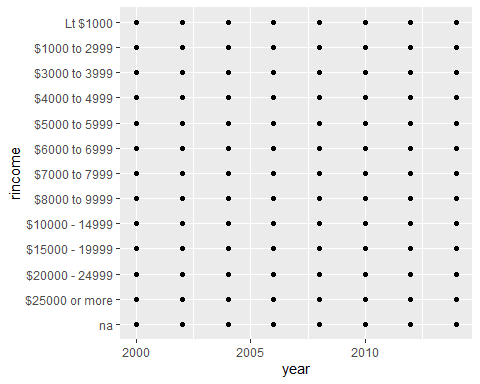 Lt $1000
$1000 to 2999
$3000 to 3999
$4000 to 4999
$5000 to 5999
$6000 to 6999
$7000 to 7999
$8000 to 9999
$10000 - 14999
$15000 - 19999
$20000 - 24999
$25000 or more
na
rincome
2000 2005 2010
year